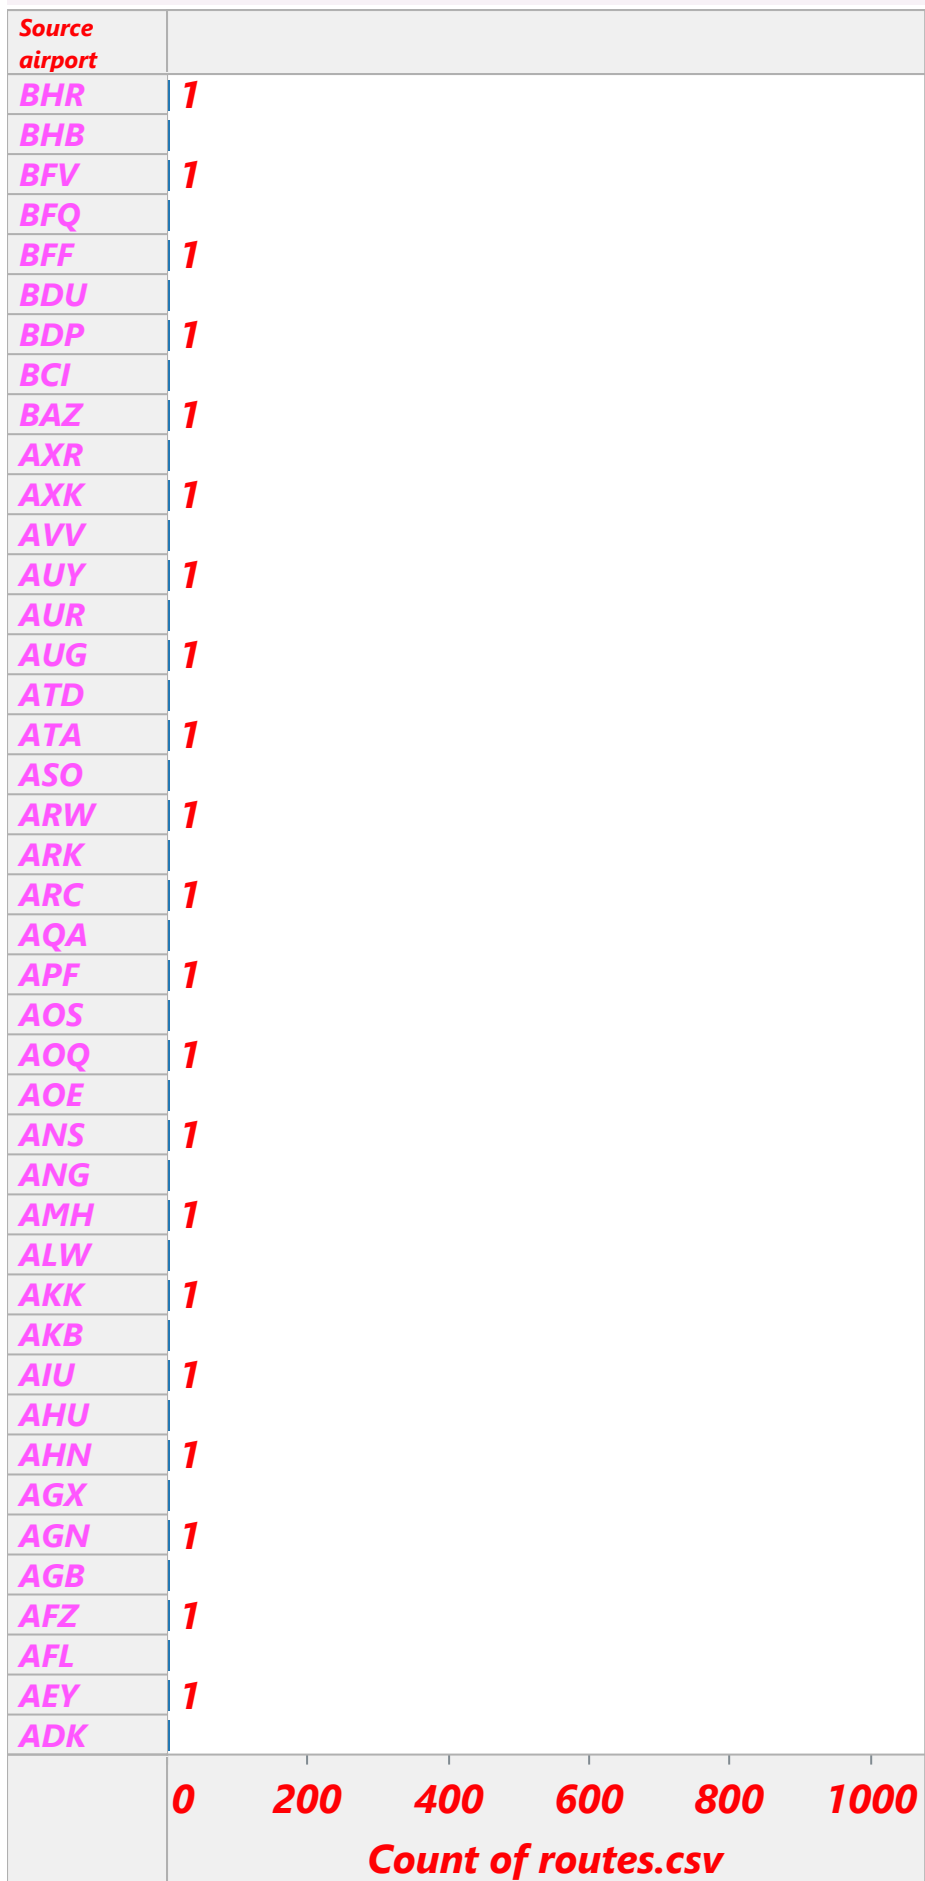 Source
airport
BHR 1
BHB
BFV 1
BFQ
BFF 1
BDU
BDP 1
BCI
BAZ 1
AXR
AXK 1
AVV
AUY 1
AUR
AUG 1
ATD
ATA 1
ASO
ARW 1
ARK
ARC 1
AQA
APF 1
AOS
AOQ 1
AOE
ANS 1
ANG
AMH 1
ALW
AKK 1
AKB
AIU 1
AHU
AHN 1
AGX
AGN 1
AGB
AFZ 1
AFL
AEY 1
ADK
0 200 400 600 800 1000
Count of routes.csv